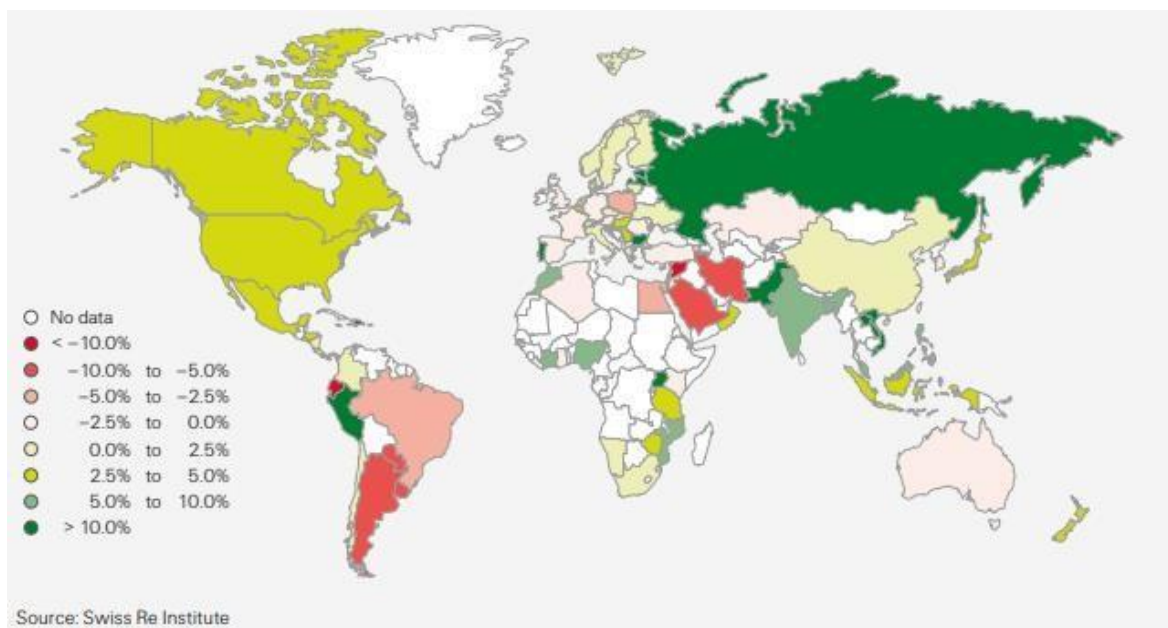 No data
< −10.0%
−10.0% to −5.0%
−5.0% to −2.5%
−2.5% to 0.0%
0.0% to 2.5%
2.5% to 5.0%
5.0% to 10.0%
> 10.0%
Source: Swiss Re Institute